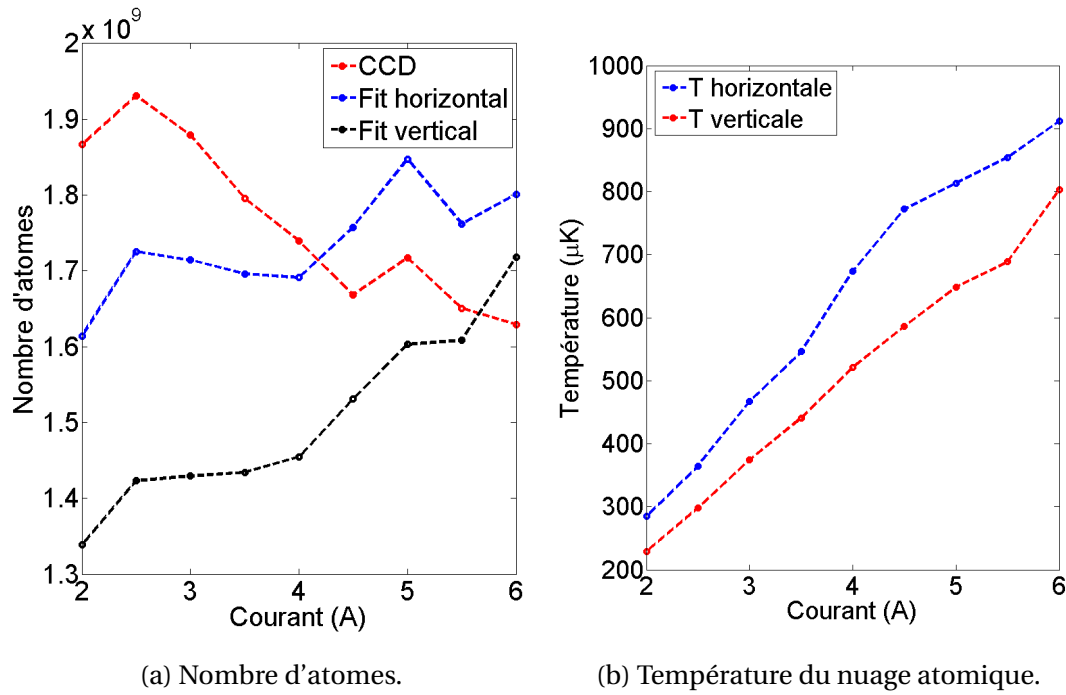 2 x 10^9
CCD
Fit horizontal
Fit vertical
Nombre d'atomes
1.9
1.8
1.7
1.6
1.5
1.4
1.3
2 3 4 5 6
Courant (A)
(a) Nombre d'atomes.
T horizontale
T verticale
Température (μK)
1000
900
800
700
600
500
400
300
200
2 3 4 5 6
Courant (A)
(b) Température du nuage atomique.